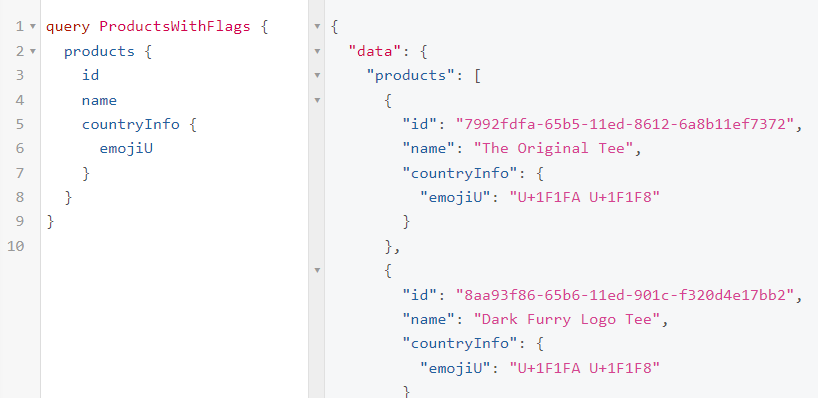 1 query ProductsWithFlags {
2 products {
3 id
4 name
5 countryInfo {
6 emojiU
7 }
8 }
9 }
10
{
"data": {
"products": [
{
"id": "7992fdfa-65b5-11ed-8612-6a8b11ef7372",
"name": "The Original Tee",
"countryInfo": {
"emojiU": "U+1F1FA U+1F1F8"
}
},
{
"id": "8aa93f86-65b6-11ed-901c-f320d4e17bb2",
"name": "Dark Furry Logo Tee",
"countryInfo": {
"emojiU": "U+1F1FA U+1F1F8"
}